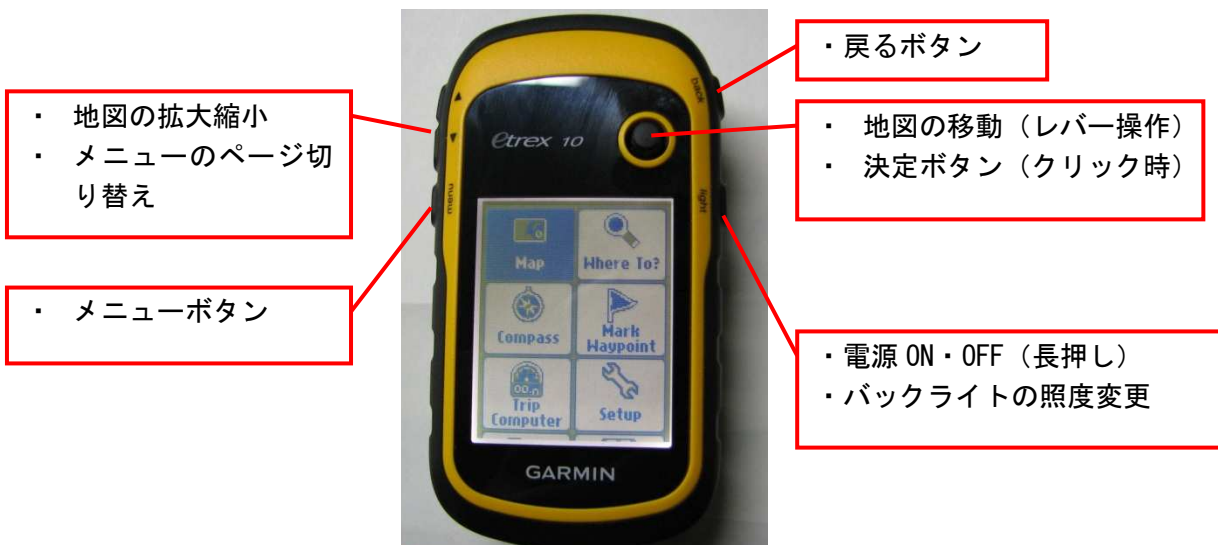 ・ 地図の拡大縮小
・ メニューのページ切
り替え
・ メニューボタン
・戻るボタン
・ 地図の移動（レバー操作）
・ 決定ボタン（クリック時）
・電源 ON・OFF（長押し）
・バックライトの照度変更
▲
▼
menu
back
light
etrex 10
Map
Where To?
Compass
Mark
Waypoint
Trip
Computer
Setup
GARMIN